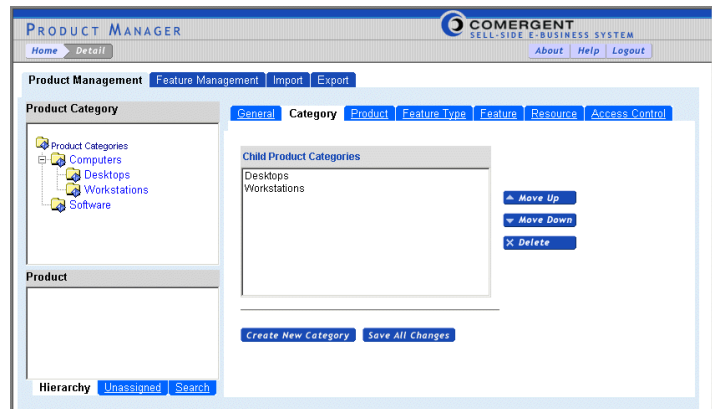 PRODUCT MANAGER
COMERGENT
SELL-SIDE E-BUSINESS SYSTEM
Home Detail
About Help Logout
Product Management Feature Management Import Export
Product Category
General Category Product Feature Type Feature Resource Access Control
Product Categories
Computers
Desktops
Workstations
Software
Child Product Categories
Desktops
Workstations
Move Up
Move Down
X Delete
Product
Create New Category Save All Changes
Hierarchy Unassigned Search